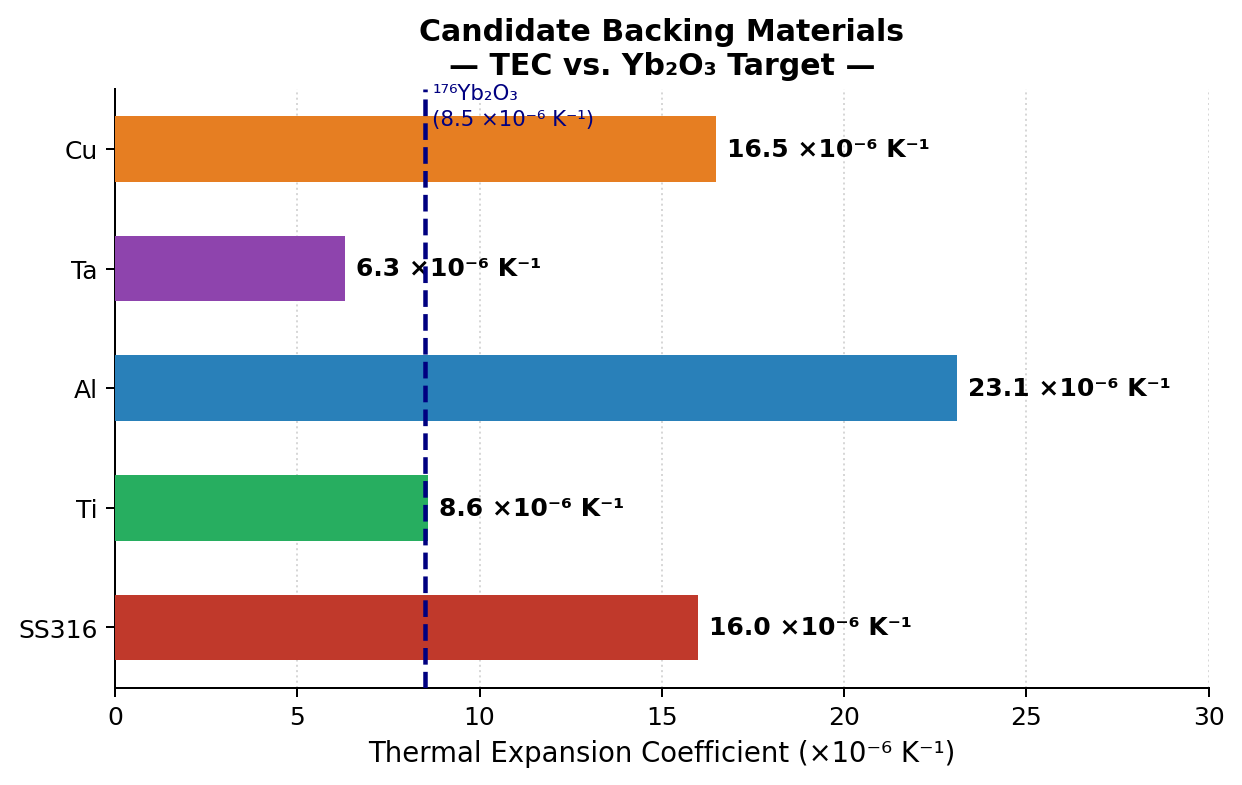 Candidate Backing Materials
— TEC vs. Yb₂O₃ Target —
¹⁷⁶Yb₂O₃
(8.5 ×10⁻⁶ K⁻¹)
Cu
16.5 ×10⁻⁶ K⁻¹
Ta
6.3 ×10⁻⁶ K⁻¹
Al
23.1 ×10⁻⁶ K⁻¹
Ti
8.6 ×10⁻⁶ K⁻¹
SS316
16.0 ×10⁻⁶ K⁻¹
0 5 10 15 20 25 30
Thermal Expansion Coefficient (×10⁻⁶ K⁻¹)